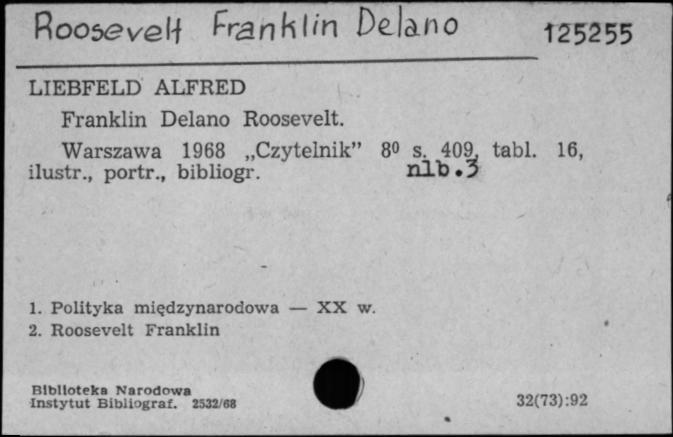 Roosevelt Franklin Delano 125255
LIEBFELD ALFRED
Franklin Delano Roosevelt.
Warszawa 1968 „Czytelnik” 8⁰ s. 409, tabl. 16,
ilustr., portr., bibliogr. nlb.3
1. Polityka międzynarodowa — XX w.
2. Roosevelt Franklin
Biblioteka Narodowa
Instytut Bibliograf. 2532/68 32(73):92